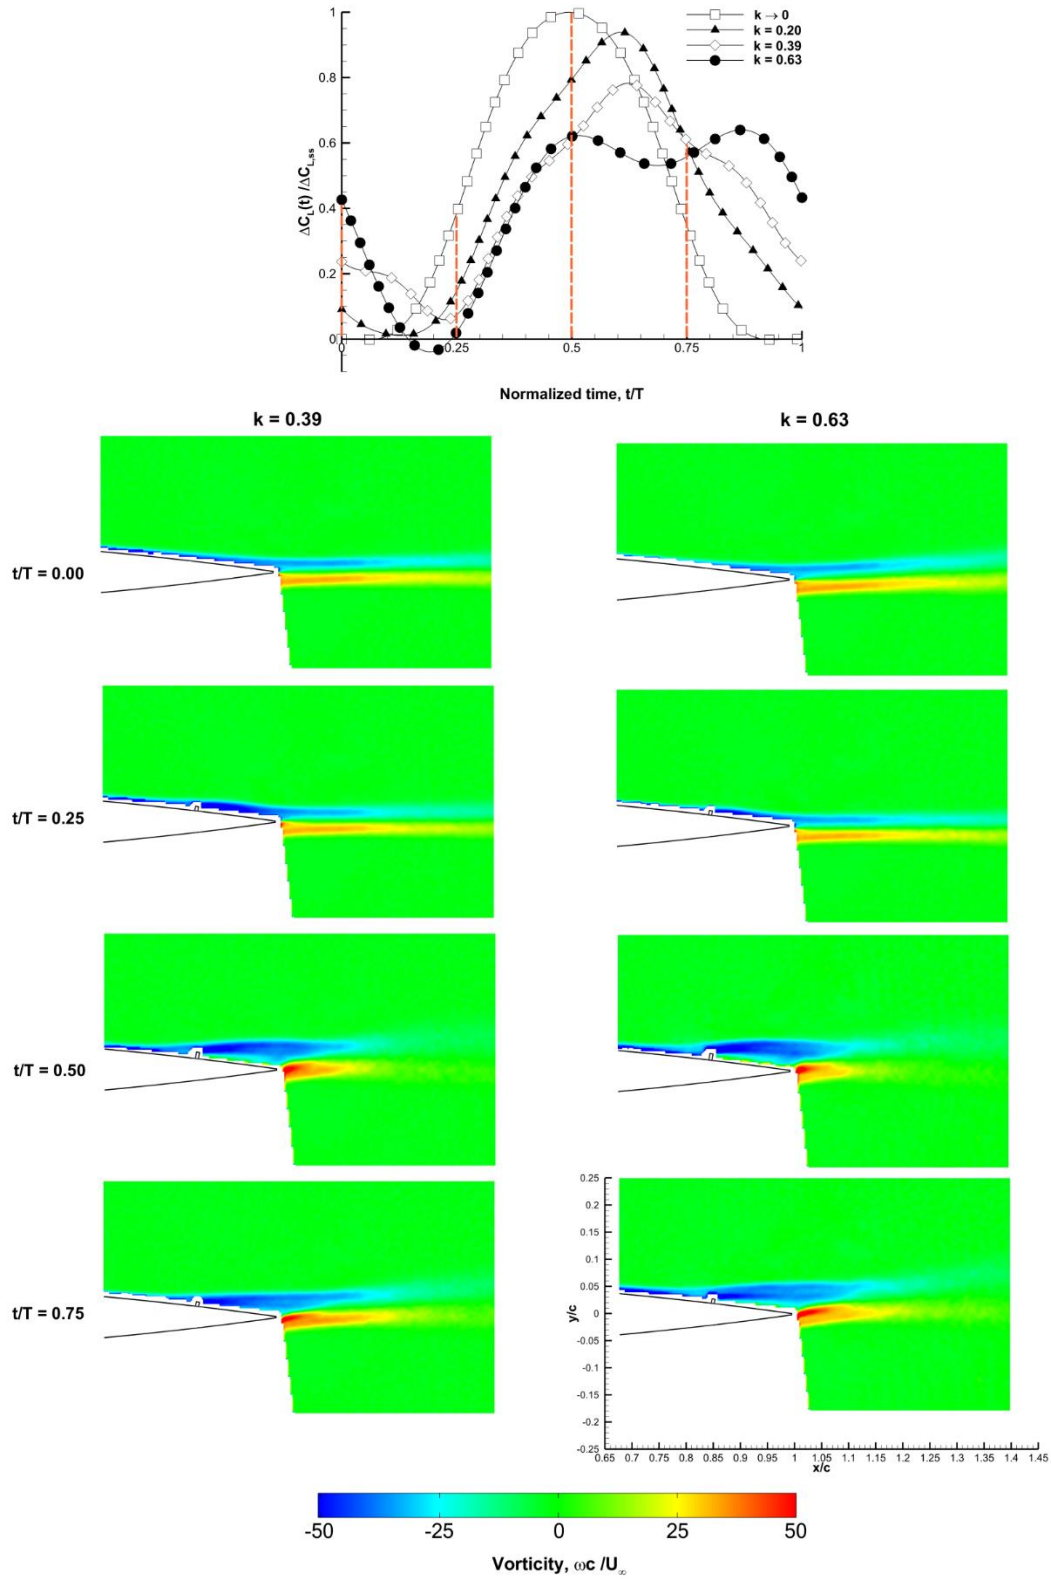 k → 0
k = 0.20
k = 0.39
k = 0.63
1
0.8
0.6
0.4
0.2
0
ΔC_L(t) /ΔC_L,ss
0 0.25 0.5 0.75 1
Normalized time, t/T
k = 0.39
k = 0.63
t/T = 0.00
t/T = 0.25
t/T = 0.50
t/T = 0.75
0.25
0.2
0.15
0.1
0.05
0
-0.05
-0.1
-0.15
-0.2
-0.25
y/c
0.65 0.7 0.75 0.8 0.85 0.9 0.95 1 1.05 1.1 1.15 1.2 1.25 1.3 1.35 1.4 1.45
x/c
-50 -25 0 25 50
Vorticity, ωc /U∞